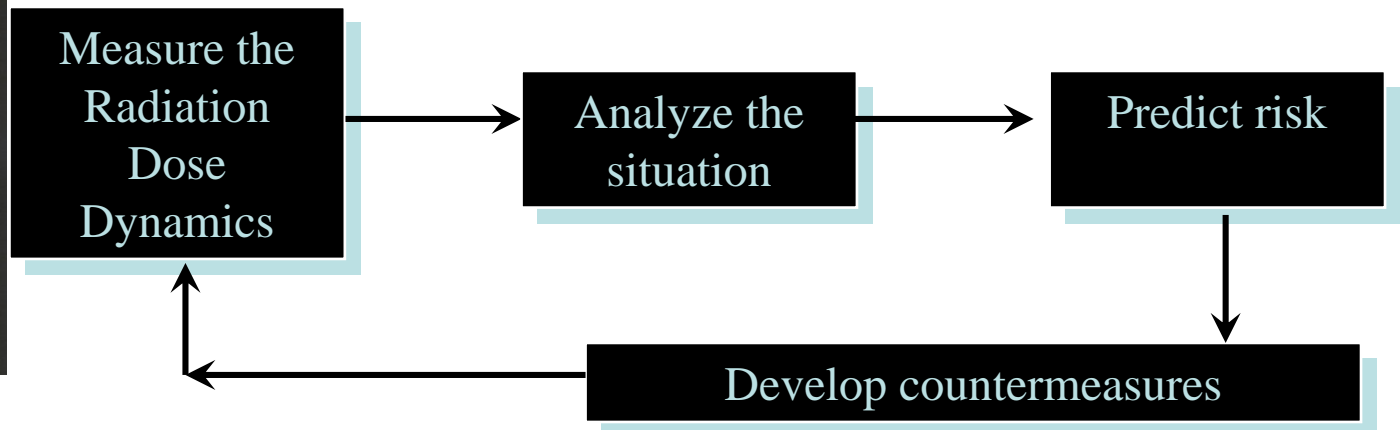 Measure the
Radiation
Dose
Dynamics
Analyze the
situation
Predict risk
Develop countermeasures